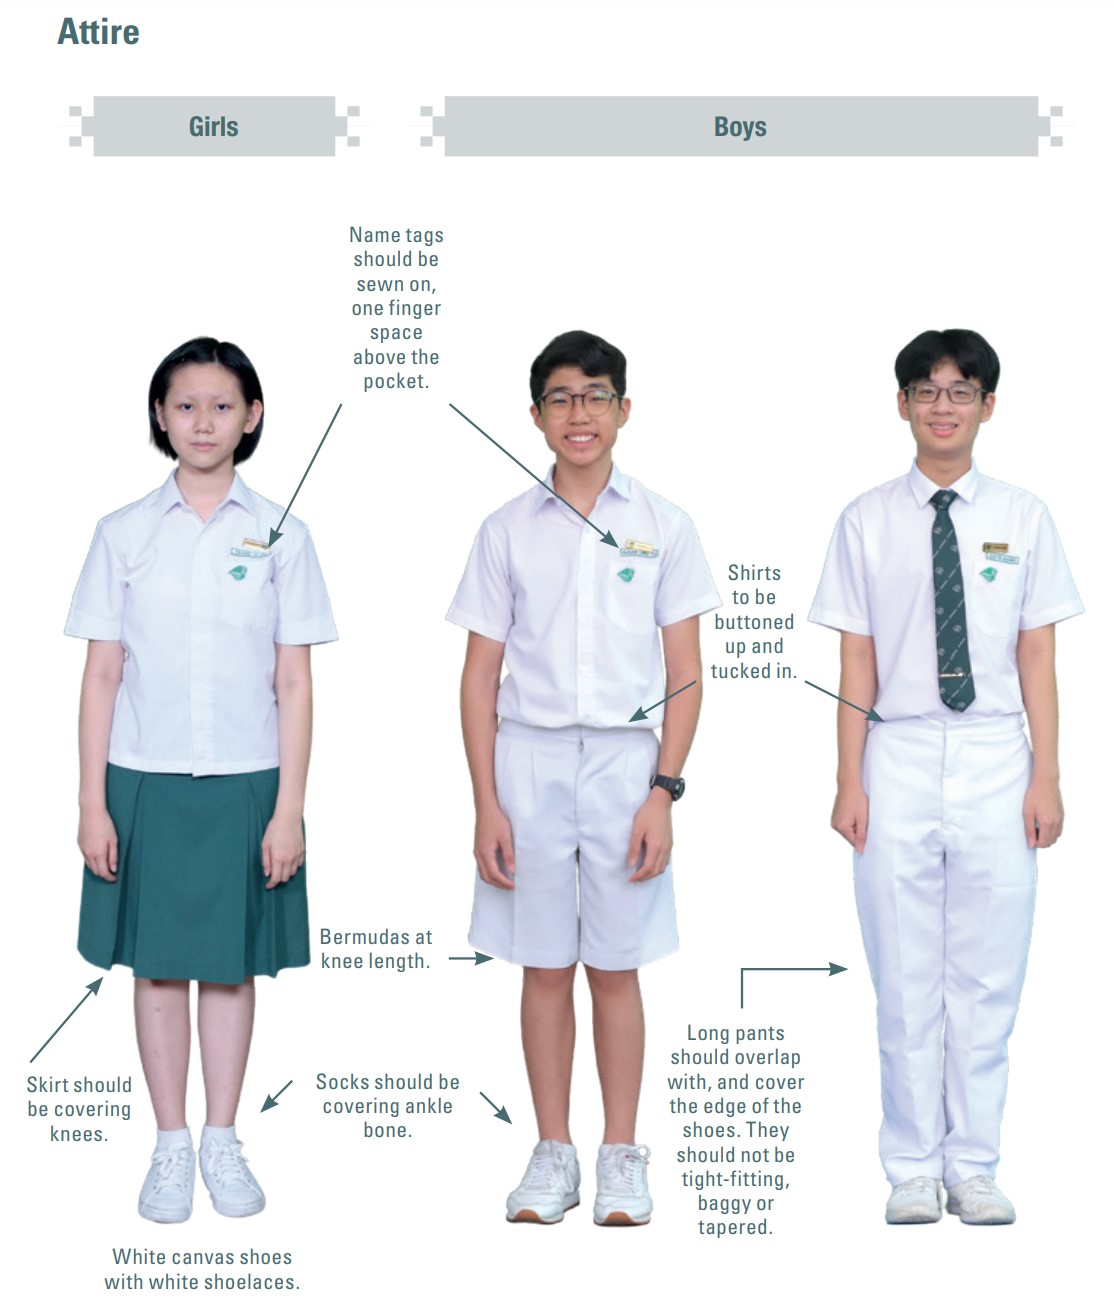 Attire
Girls
Boys
Name tags
should be
sewn on,
one finger
space
above the
pocket.
Shirts
to be
buttoned
up and
tucked in.
Bermudas at
knee length.
Skirt should
be covering
knees.
Socks should be
covering ankle
bone.
Long pants
should overlap
with, and cover
the edge of the
shoes. They
should not be
tight-fitting,
baggy or
tapered.
White canvas shoes
with white shoelaces.